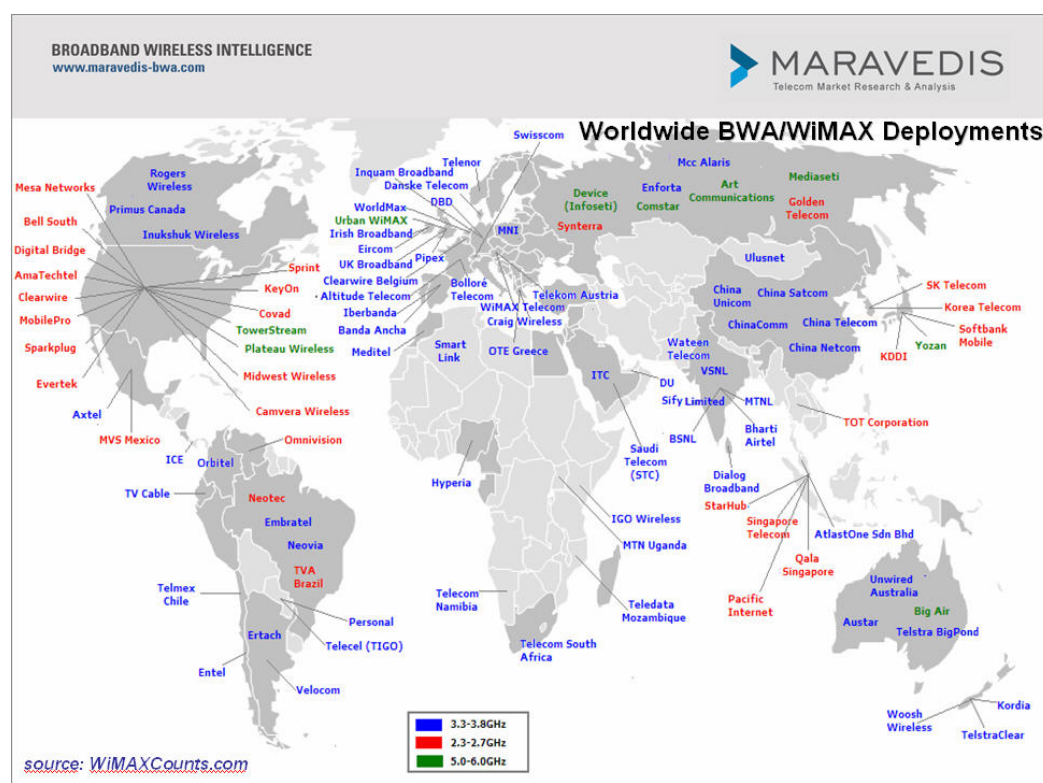 BROADBAND WIRELESS INTELLIGENCE
www.maravedis-bwa.com
MARAVEDIS
Telecom Market Research & Analysis
Worldwide BWA/WiMAX Deployments
Swisscom
Telenor
Mcc Alaris
Rogers
Wireless
Inquam Broadband
Danske Telecom
DBD
Enforta
Art
Communications
Mediaseti
Mesa Networks
Primus Canada
WorldMax
Device
(Infoseti)
Comstar
Golden
Telecom
Bell South
Urban WiMAX
Irish Broadband
MNI
Synterra
Inukshuk Wireless
Eircom
Digital Bridge
UK Broadband
Pipex
Ulusnet
AmaTechtel
Sprint
Clearwire Belgium
Bolloré
Telecom
KeyOn
SK Telecom
Clearwire
Altitude Telecom
Telekom Austria
China
Unicom
China Satcom
MobilePro
Covad
Iberbanda
WiMAX Telecom
Korea Telecom
TowerStream
Banda Ancha
Craig Wireless
ChinaComm
China Telecom
Softbank
Mobile
Sparkplug
Plateau Wireless
Meditel
Smart
Link
OTE Greece
Wateen
Telecom
China Netcom
Yozan
KDDI
Evertek
Midwest Wireless
ITC
VSNL
DU
Axtel
Camvera Wireless
Sify Limited
MTNL
MVS Mexico
Omnivision
BSNL
Bharti
Airtel
TOT Corporation
ICE
Orbitel
Saudi
Telecom
(STC)
TV Cable
Neotec
Hyperia
Dialog
Broadband
StarHub
Embratel
IGO Wireless
Singapore
Telecom
AtlastOne Sdn Bhd
Neovia
MTN Uganda
Qala
Singapore
TVA
Brazil
Telmex
Chile
Telecom
Namibia
Teledata
Mozambique
Pacific
Internet
Unwired
Australia
Big Air
Personal
Austar
Telstra BigPond
Ertach
Telecel (TIGO)
Telecom South
Africa
Entel
Velocom
Kordia
Woosh
Wireless
TelstraClear
3.3-3.8GHz
2.3-2.7GHz
5.0-6.0GHz
source: WiMAXCounts.com